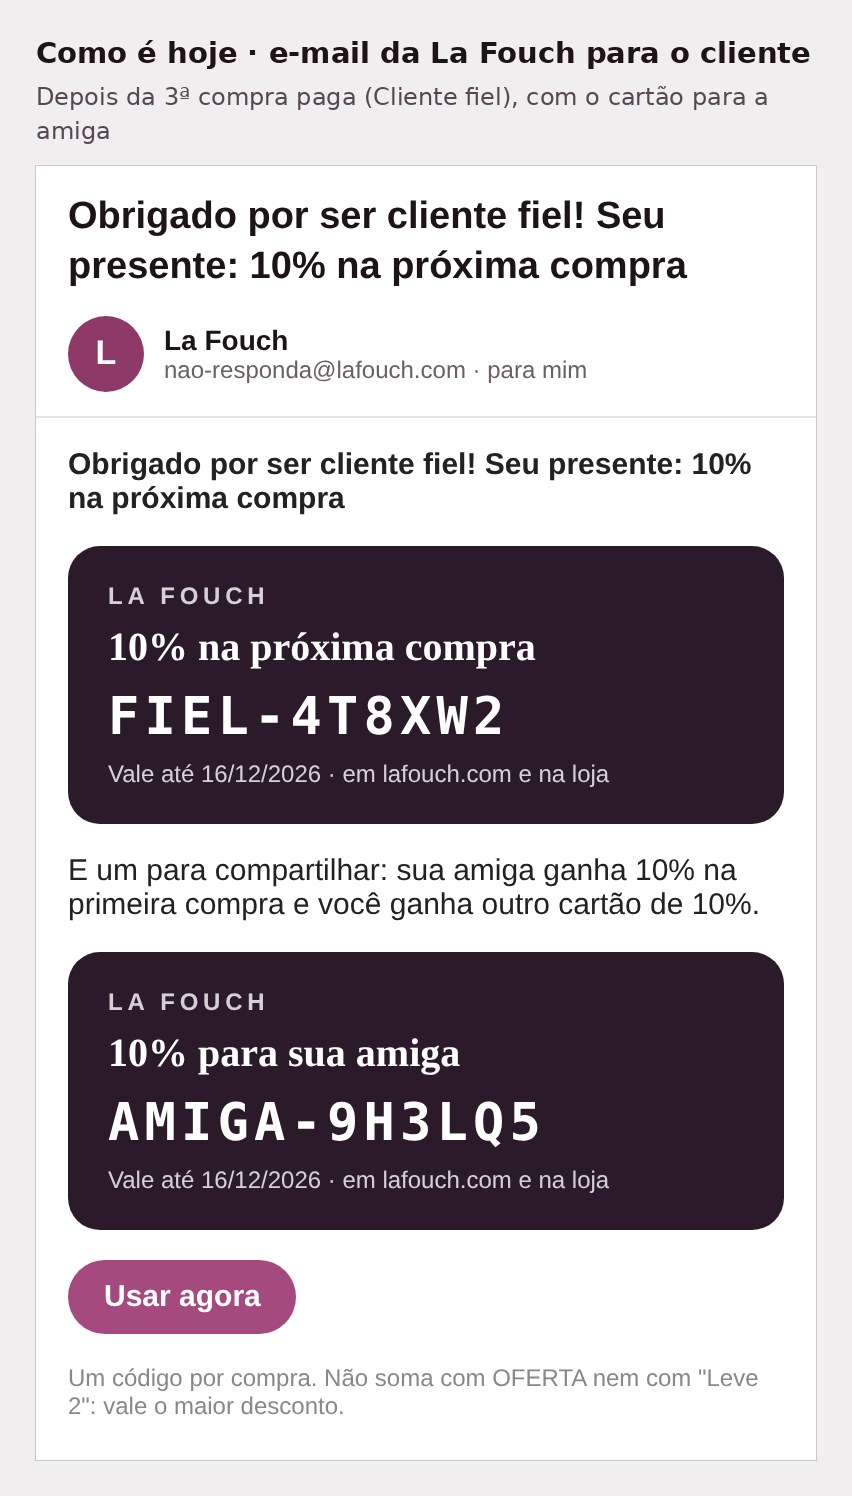 Como é hoje · e-mail da La Fouch para o cliente
Depois da 3ª compra paga (Cliente fiel), com o cartão para a
amiga
Obrigado por ser cliente fiel! Seu
presente: 10% na próxima compra
L
La Fouch
nao-responda@lafouch.com · para mim
Obrigado por ser cliente fiel! Seu presente: 10%
na próxima compra
LA FOUCH
10% na próxima compra
FIEL-4T8XW2
Vale até 16/12/2026 · em lafouch.com e na loja
E um para compartilhar: sua amiga ganha 10% na
primeira compra e você ganha outro cartão de 10%.
LA FOUCH
10% para sua amiga
AMIGA-9H3LQ5
Vale até 16/12/2026 · em lafouch.com e na loja
Usar agora
Um código por compra. Não soma com OFERTA nem com "Leve
2": vale o maior desconto.